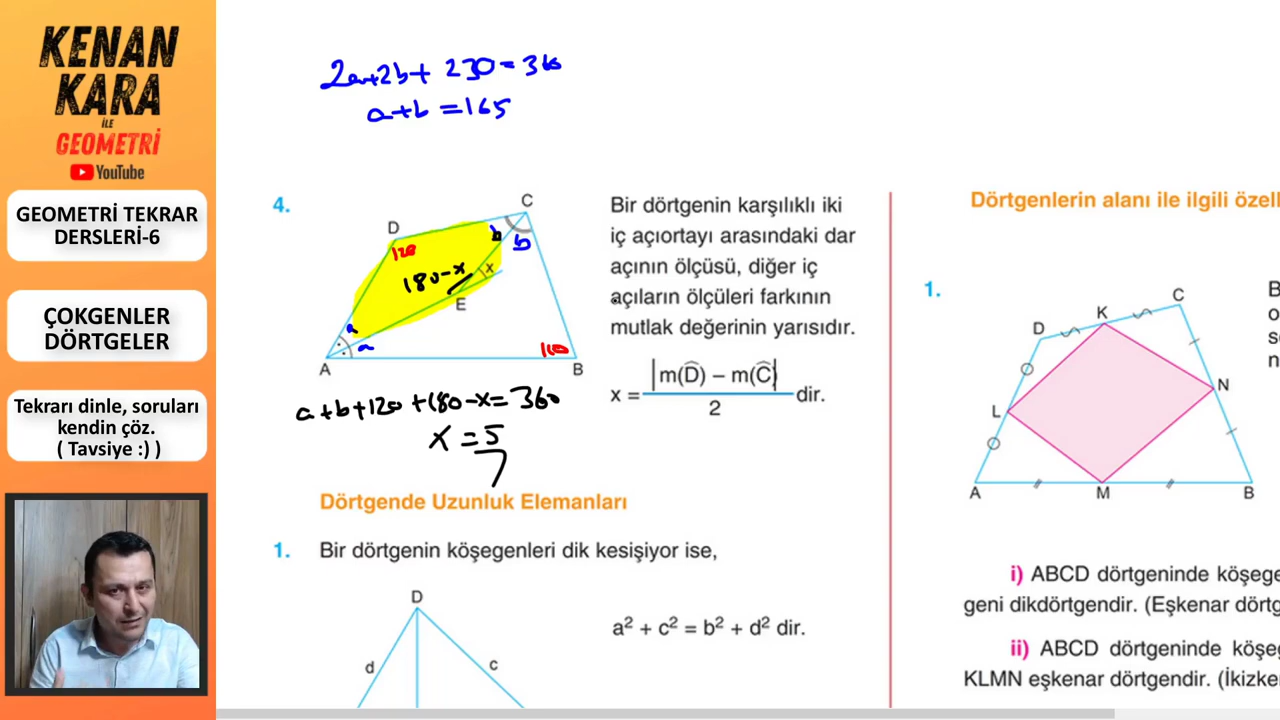 KENAN
KARA
İLE
GEOMETRİ
YouTube
GEOMETRİ TEKRAR
DERSLERİ-6
ÇOKGENLER
DÖRTGELER
Tekrarı dinle, soruları
kendin çöz.
( Tavsiye :) )
2a+2b+ 230=360
a+b =165
4.
C
D
b
b
120
180-x
x
E
a
a
110
A
B
a+b+120 +180-x=360
x =5
Bir dörtgenin karşılıklı iki
iç açıortayı arasındaki dar
açının ölçüsü, diğer iç
açıların ölçüleri farkının
mutlak değerinin yarısıdır.
x = |m(D̂) – m(Ĉ)| / 2 dir.
Dörtgende Uzunluk Elemanları
1. Bir dörtgenin köşegenleri dik kesişiyor ise,
D
d
c
a² + c² = b² + d² dir.
Dörtgenlerin alanı ile ilgili özell
1.
C
K
D
N
L
A
M
B
B
o
s
n
i) ABCD dörtgeninde köşege
geni dikdörtgendir. (Eşkenar dörtg
ii) ABCD dörtgeninde köşeg
KLMN eşkenar dörtgendir. (İkizke